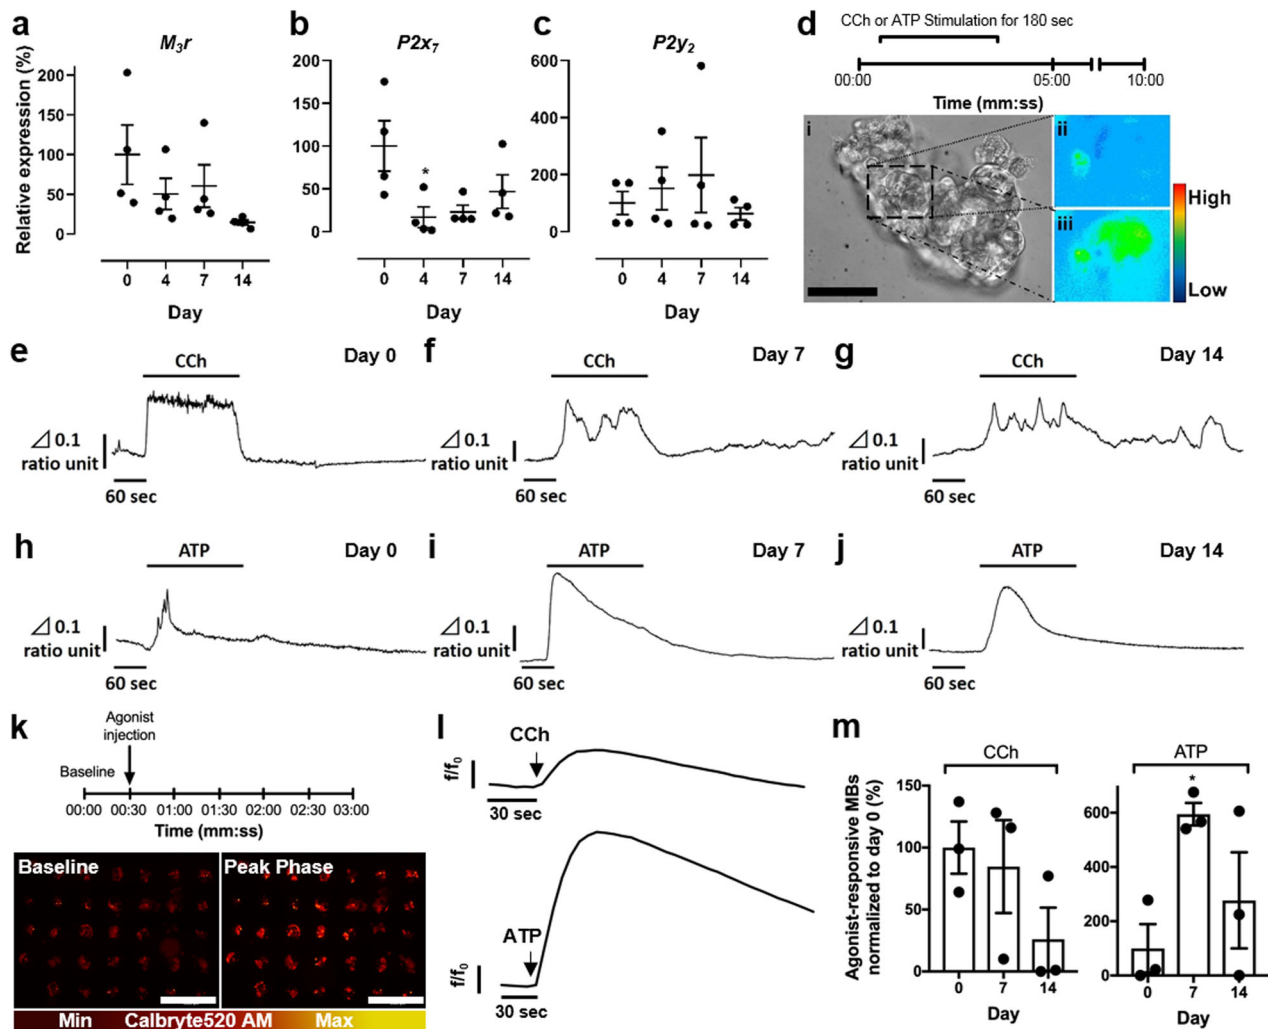 a
M₃r
Relative expression (%)
200
150
100
50
0
0 4 7 14
Day
b
P2x₇
200
150
100
50
0
*
0 4 7 14
Day
c
P2y₂
600
400
200
0
0 4 7 14
Day
d
CCh or ATP Stimulation for 180 sec
00:00 05:00 10:00
Time (mm:ss)
i
ii
iii
High
Low
e
CCh
Day 0
⊿ 0.1
ratio unit
60 sec
f
CCh
Day 7
⊿ 0.1
ratio unit
60 sec
g
CCh
Day 14
⊿ 0.1
ratio unit
60 sec
h
ATP
Day 0
⊿ 0.1
ratio unit
60 sec
i
ATP
Day 7
⊿ 0.1
ratio unit
60 sec
j
ATP
Day 14
⊿ 0.1
ratio unit
60 sec
k
Agonist
injection
Baseline
00:00 00:30 01:00 01:30 02:00 02:30 03:00
Time (mm:ss)
Baseline
Peak Phase
Min Calbryte520 AM Max
l
CCh
f/f₀
30 sec
ATP
f/f₀
30 sec
m
Agonist-responsive MBs
normalized to day 0 (%)
CCh
150
100
50
0
0 7 14
Day
ATP
*
600
400
200
0
0 7 14
Day